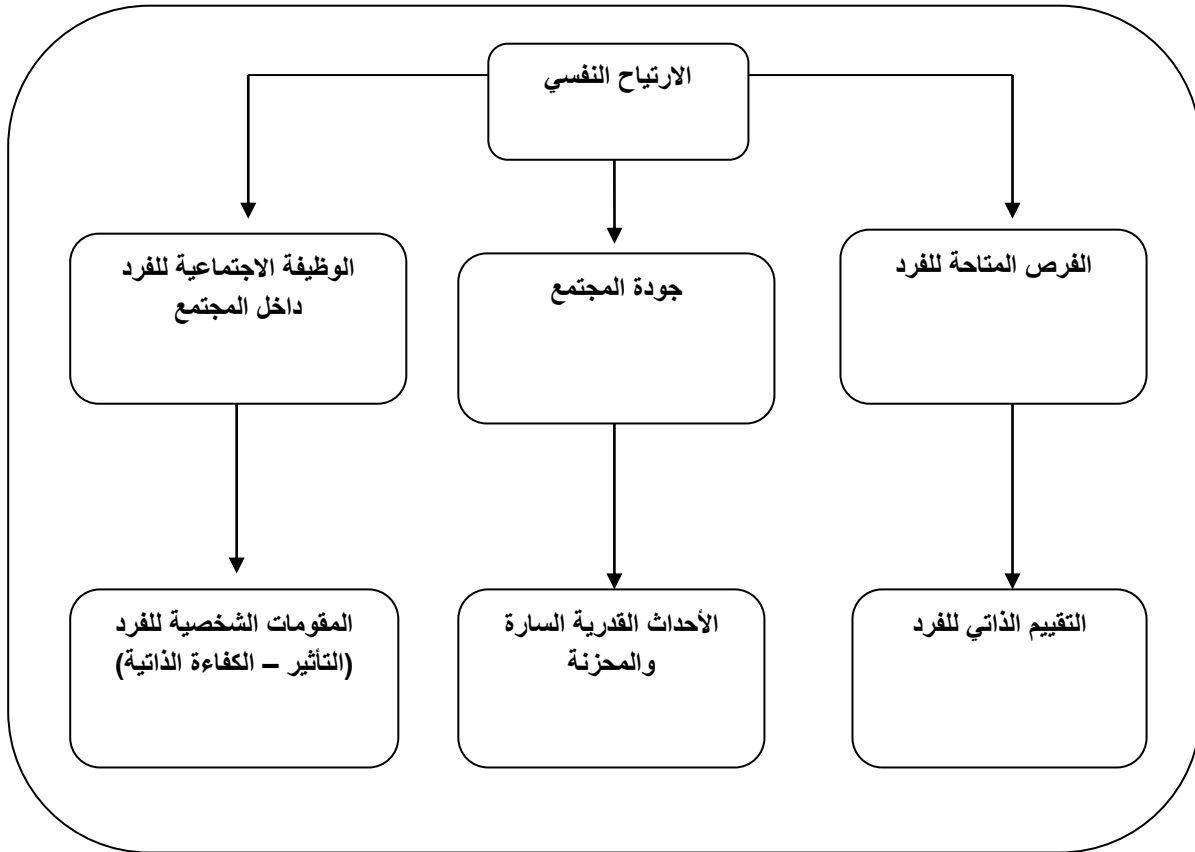 الارتياح النفسي
الفرص المتاحة للفرد
جودة المجتمع
الوظيفة الاجتماعية للفرد
داخل المجتمع
التقييم الذاتي للفرد
الأحداث القدرية السارة
والمحزنة
المقومات الشخصية للفرد
(التأثير – الكفاءة الذاتية)